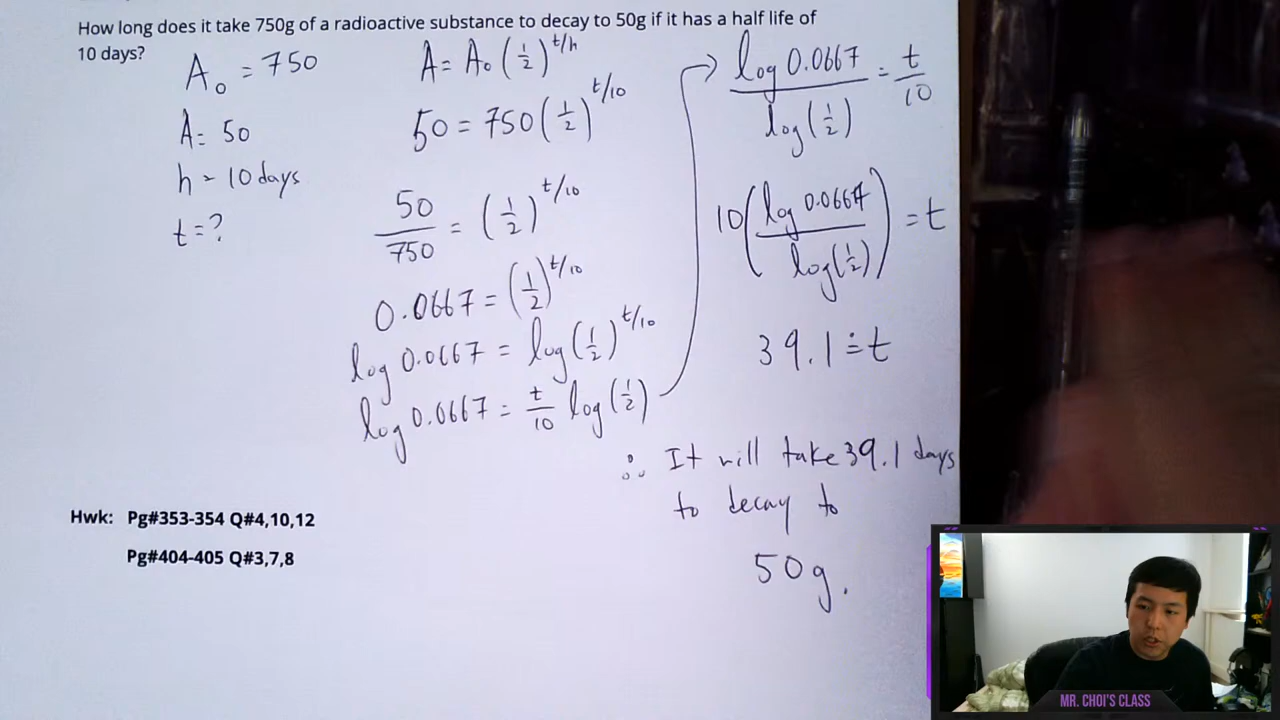 How long does it take 750g of a radioactive substance to decay to 50g if it has a half life of
10 days?
A₀ = 750
A = 50
h = 10 days
t = ?
A = A₀ (1/2)^t/h
50 = 750 (1/2)^t/10
50/750 = (1/2)^t/10
0.0667 = (1/2)^t/10
log 0.0667 = log (1/2)^t/10
log 0.0667 = t/10 log (1/2)
log 0.0667 / log (1/2) = t/10
10 (log 0.0667 / log (1/2)) = t
39.1 ≐ t
∴ It will take 39.1 days
to decay to
50g.
Hwk: Pg#353-354 Q#4,10,12
Pg#404-405 Q#3,7,8
MR. CHOI'S CLASS